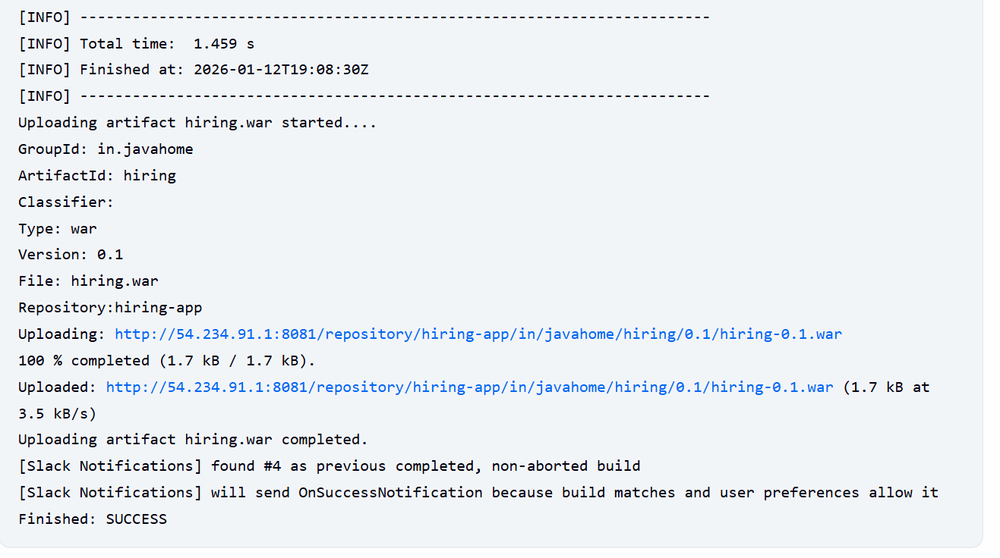 [INFO] ------------------------------------------------------------------------
[INFO] Total time:  1.459 s
[INFO] Finished at: 2026-01-12T19:08:30Z
[INFO] ------------------------------------------------------------------------
Uploading artifact hiring.war started....
GroupId: in.javahome
ArtifactId: hiring
Classifier:
Type: war
Version: 0.1
File: hiring.war
Repository:hiring-app
Uploading: http://54.234.91.1:8081/repository/hiring-app/in/javahome/hiring/0.1/hiring-0.1.war
100 % completed (1.7 kB / 1.7 kB).
Uploaded: http://54.234.91.1:8081/repository/hiring-app/in/javahome/hiring/0.1/hiring-0.1.war (1.7 kB at
3.5 kB/s)
Uploading artifact hiring.war completed.
[Slack Notifications] found #4 as previous completed, non-aborted build
[Slack Notifications] will send OnSuccessNotification because build matches and user preferences allow it
Finished: SUCCESS